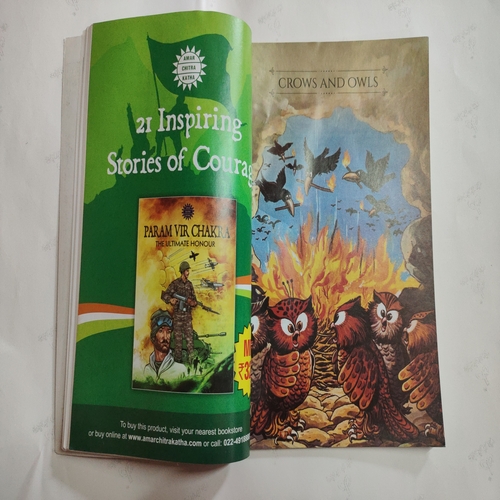 AMAR
CHITRA
KATHA
21 Inspiring
Stories of Courag
PARAM VIR CHAKRA
THE ULTIMATE HONOUR
To buy this product, visit your nearest bookstore
or buy online at www.amarchitrakatha.com or call: 022-491888
CROWS AND OWLS